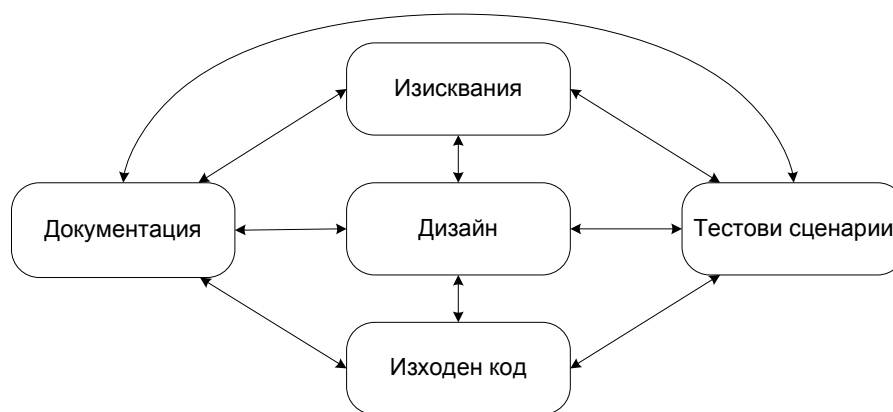 Изисквания
Документация
Дизайн
Тестови сценарии
Изходен код